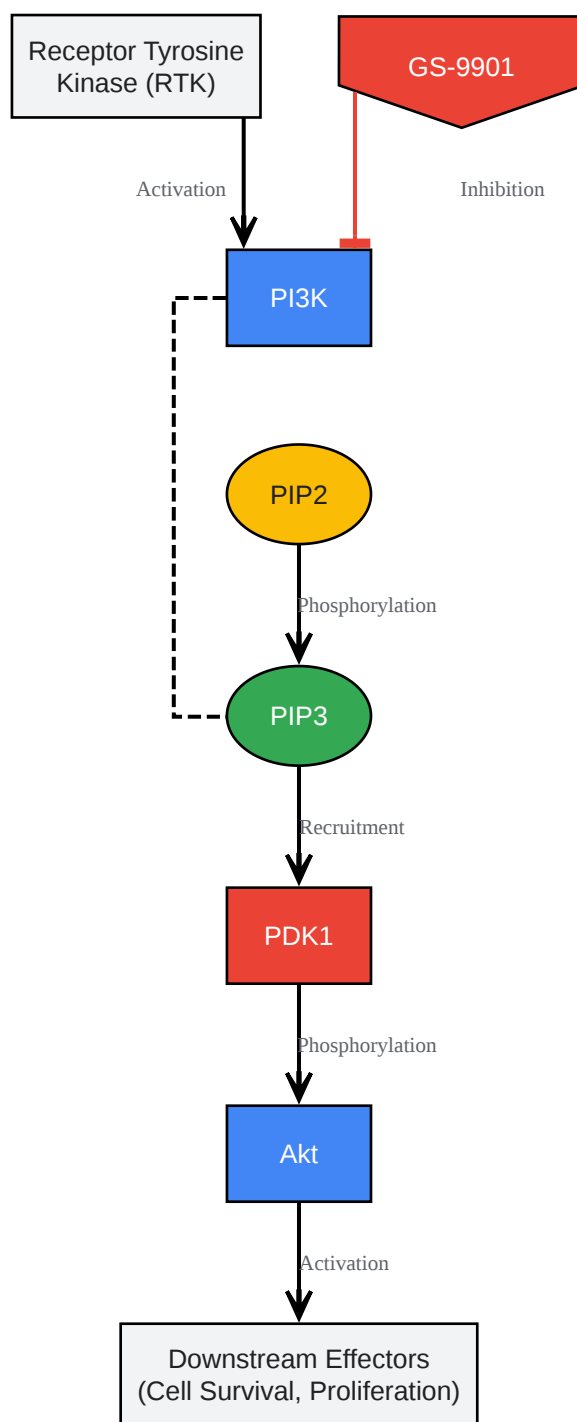 Receptor Tyrosine
Kinase (RTK)
GS-9901
Activation
Inhibition
PI3K
PIP2
Phosphorylation
PIP3
Recruitment
PDK1
Phosphorylation
Akt
Activation
Downstream Effectors
(Cell Survival, Proliferation)